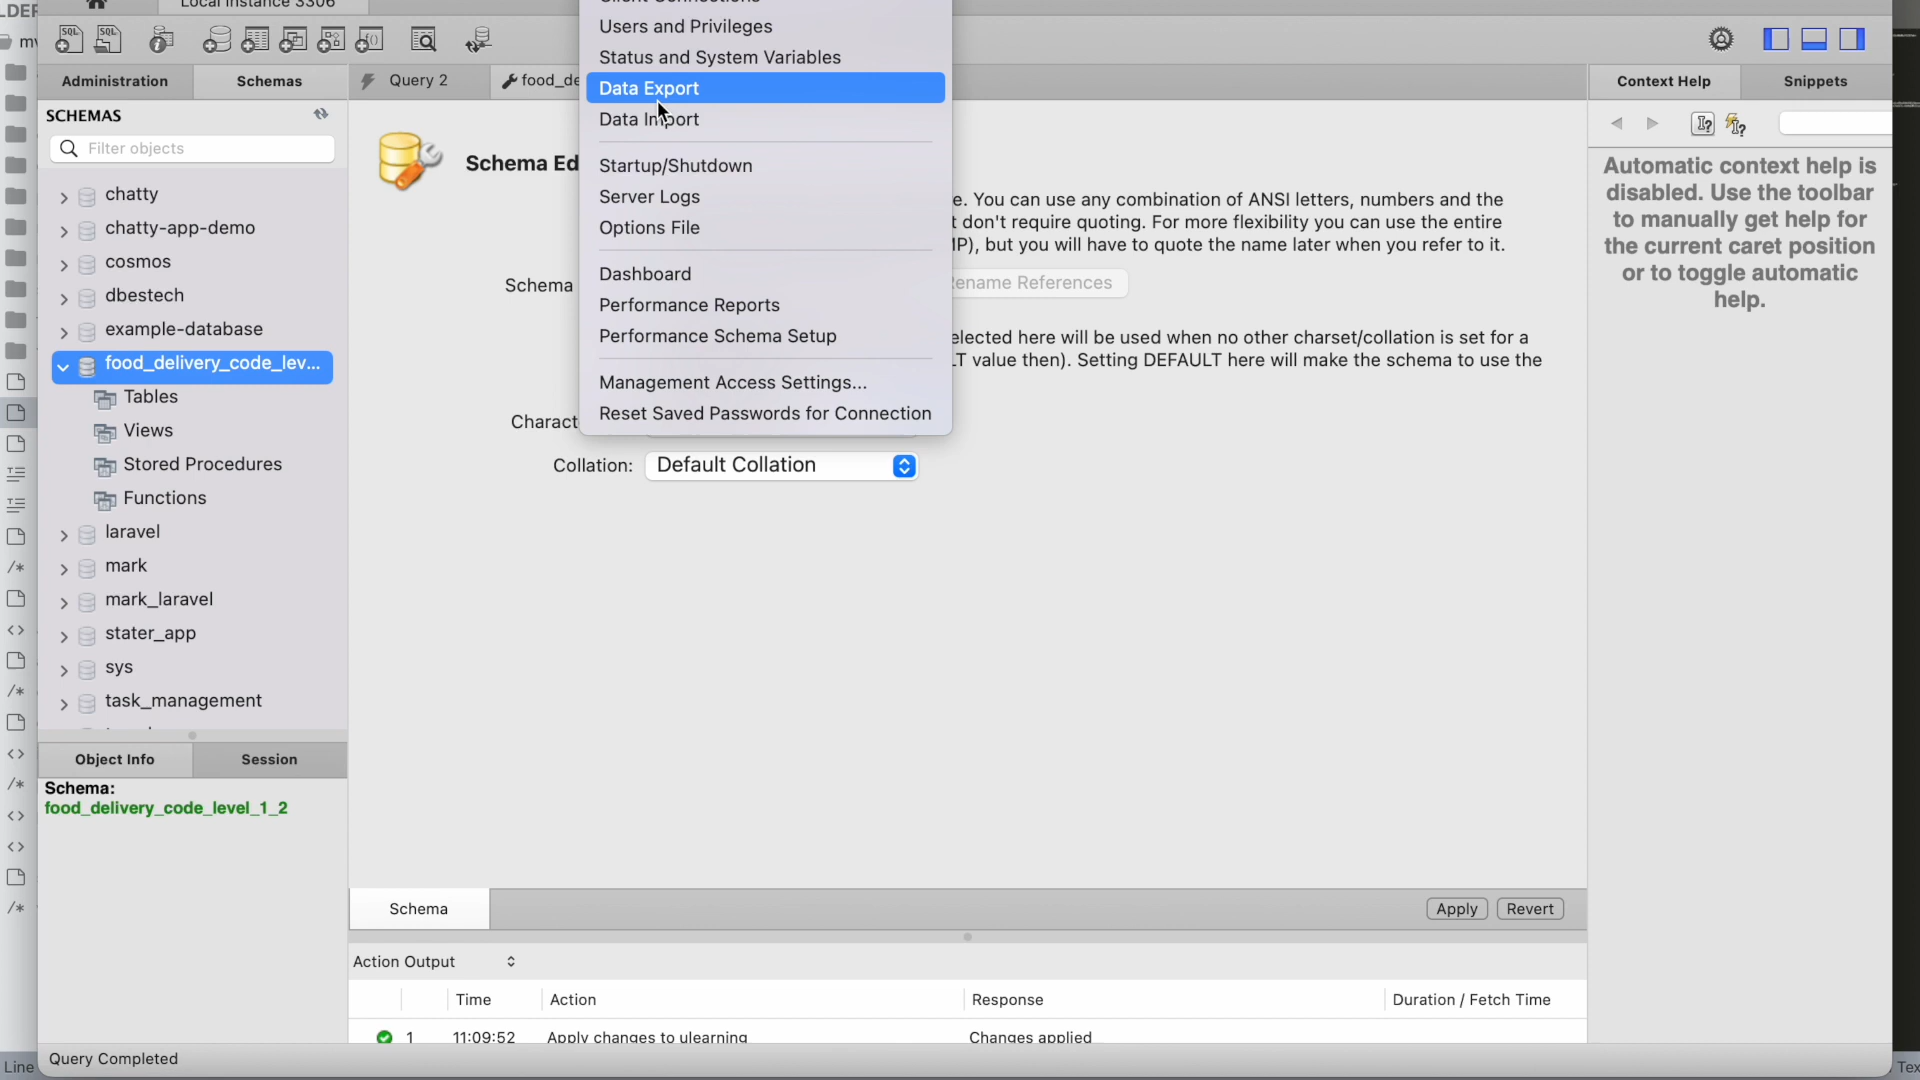 Local instance 3306
Users and Privileges
Status and System Variables
Data Export
Data Import
Startup/Shutdown
Server Logs
Options File
Dashboard
Performance Reports
Performance Schema Setup
Management Access Settings...
Reset Saved Passwords for Connection
SQL SQL
Administration Schemas Query 2 food_de
Context Help Snippets
SCHEMAS
Filter objects
chatty
chatty-app-demo
cosmos
dbestech
example-database
food_delivery_code_lev...
Tables
Views
Stored Procedures
Functions
laravel
mark
mark_laravel
stater_app
sys
task_management
Schema Ed
e. You can use any combination of ANSI letters, numbers and the
t don't require quoting. For more flexibility you can use the entire
IP), but you will have to quote the name later when you refer to it.
Schema
ename References
elected here will be used when no other charset/collation is set for a
LT value then). Setting DEFAULT here will make the schema to use the
Charact
Collation: Default Collation
Automatic context help is
disabled. Use the toolbar
to manually get help for
the current caret position
or to toggle automatic
help.
Object Info Session
Schema:
food_delivery_code_level_1_2
Schema Apply Revert
Action Output
Time Action Response Duration / Fetch Time
1 11:09:52 Apply changes to ulearning Changes applied
Query Completed
Line
Tex